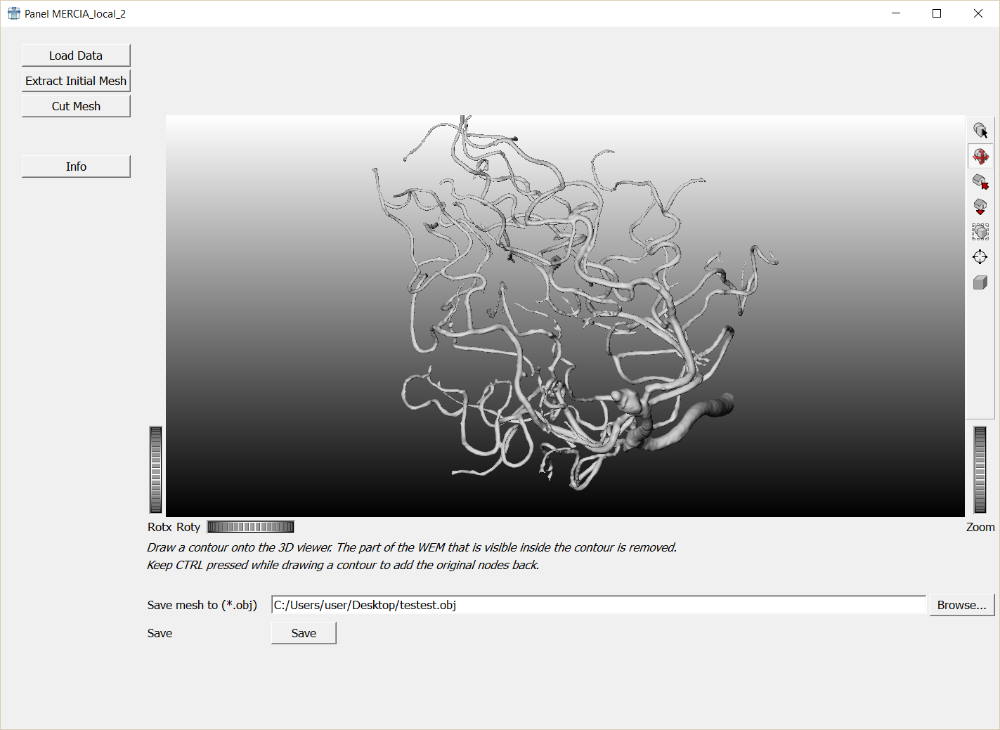 Panel MERCIA_local_2
Load Data
Extract Initial Mesh
Cut Mesh
Info
Rotx Roty
Zoom
Draw a contour onto the 3D viewer. The part of the WEM that is visible inside the contour is removed.
Keep CTRL pressed while drawing a contour to add the original nodes back.
Save mesh to (*.obj) C:/Users/user/Desktop/testest.obj Browse...
Save Save